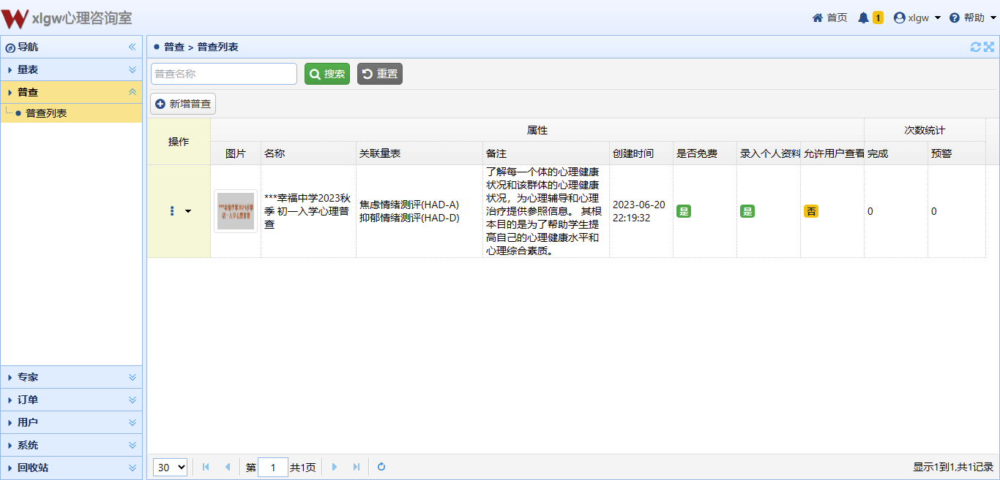 xlgw心理咨询室
首页
1
xlgw
帮助
导航
量表
普查
普查列表
专家
订单
用户
系统
回收站
普查 > 普查列表
普查名称
搜索
重置
新增普查
操作
属性
次数统计
图片
名称
关联量表
备注
创建时间
是否免费
录入个人资料
允许用户查看
完成
预警
***幸福中学2023秋
季 初一入学心理普
查
焦虑情绪测评(HAD-A)
抑郁情绪测评(HAD-D)
了解每一个体的心理健康
状况和该群体的心理健康
状况，为心理辅导和心理
治疗提供参照信息。 其根
本目的是为了帮助学生提
高自己的心理健康水平和
心理综合素质。
2023-06-20
22:19:32
是
是
否
0
0
30
第
1
共1页
显示1到1,共1记录